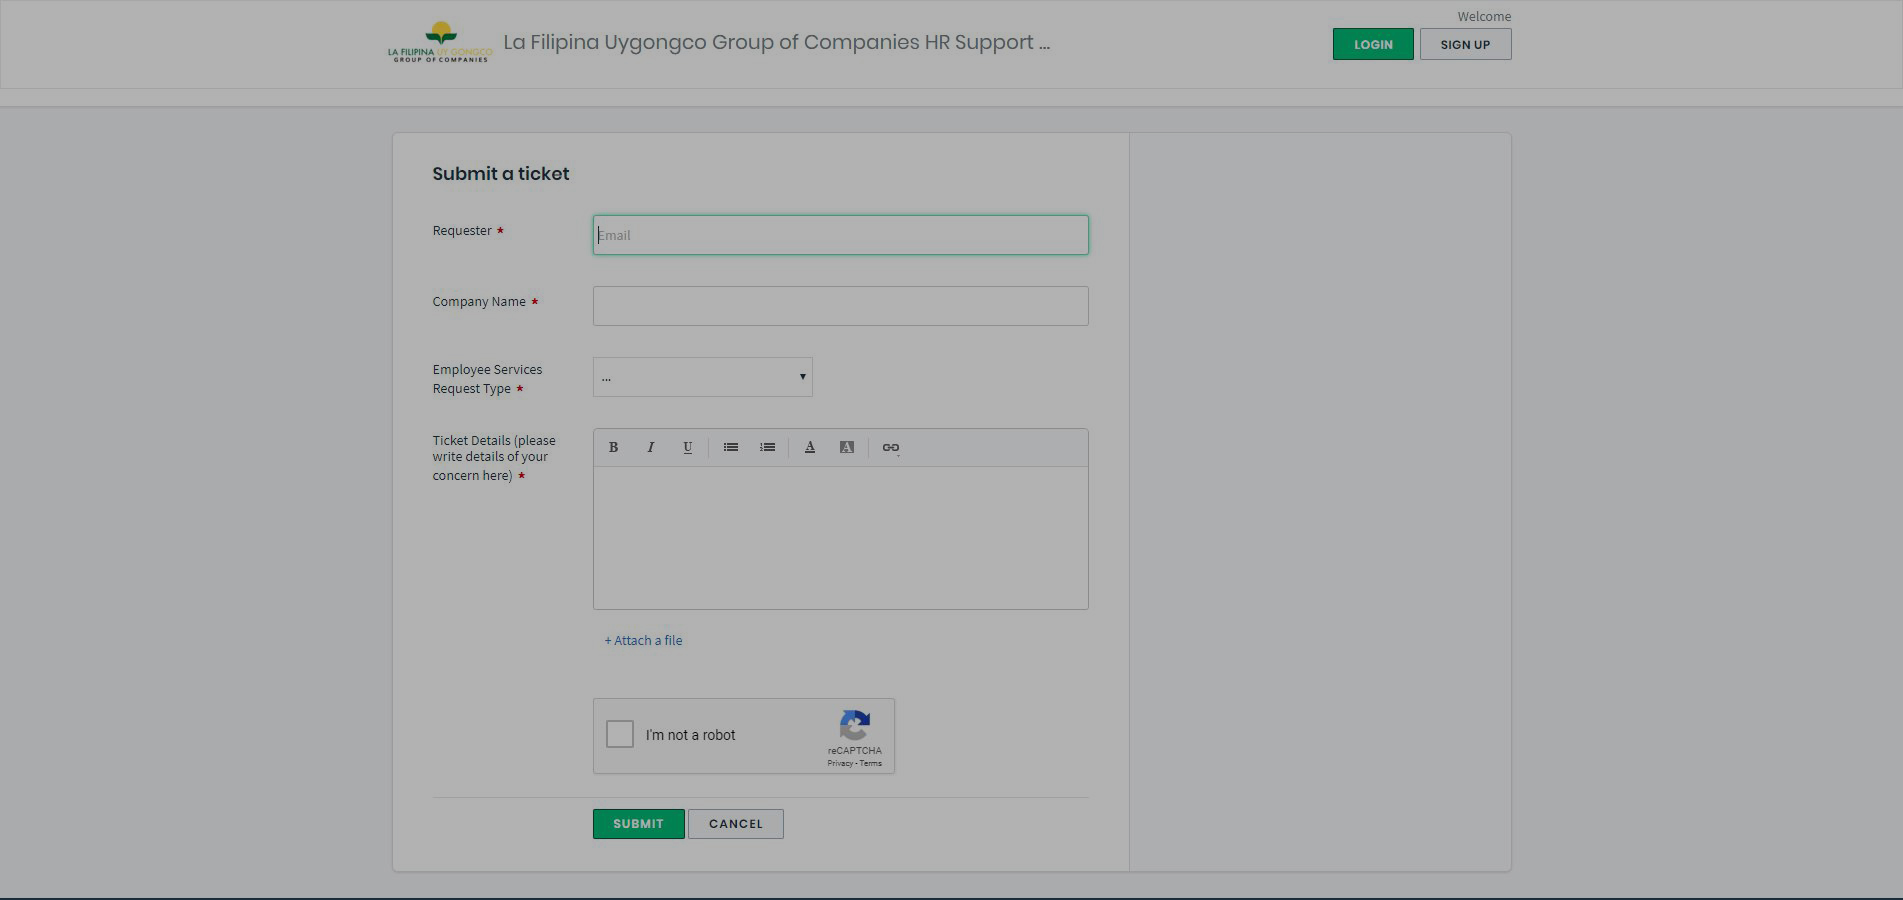 LA FILIPINA UY GONGCO
GROUP OF COMPANIES
La Filipina Uygongco Group of Companies HR Support ...
Welcome
LOGIN
SIGN UP
Submit a ticket
Requester *
Email
Company Name *
Employee Services
Request Type *
...
Ticket Details (please
write details of your
concern here) *
B I U A A
+ Attach a file
I'm not a robot
reCAPTCHA
Privacy - Terms
SUBMIT
CANCEL